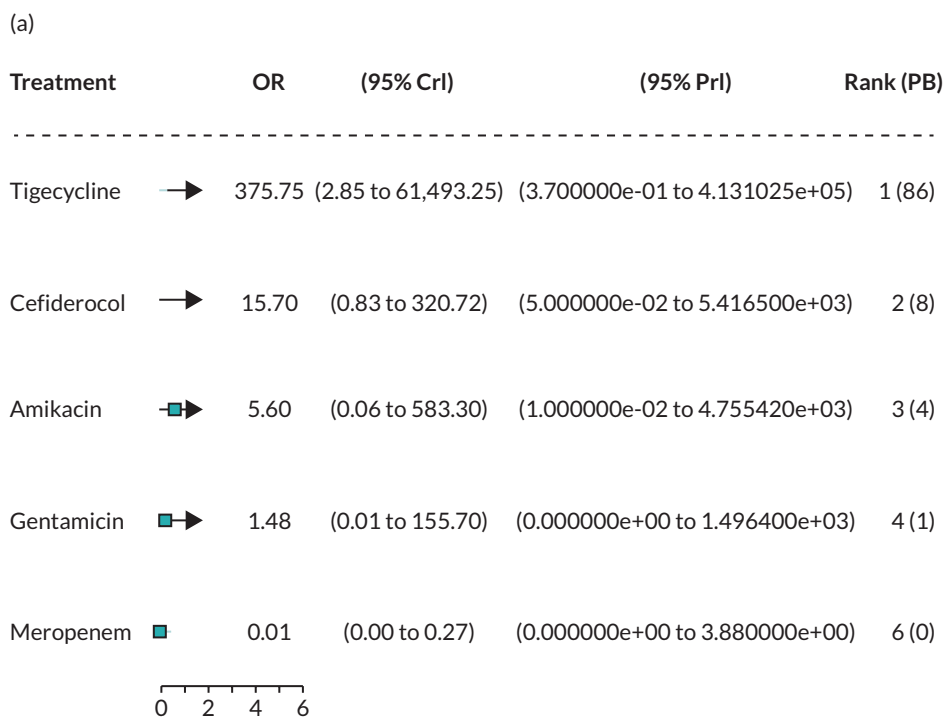 (a)
Treatment OR (95% Crl) (95% Prl) Rank (PB)
Tigecycline 375.75 (2.85 to 61,493.25) (3.700000e-01 to 4.131025e+05) 1 (86)
Cefiderocol 15.70 (0.83 to 320.72) (5.000000e-02 to 5.416500e+03) 2 (8)
Amikacin 5.60 (0.06 to 583.30) (1.000000e-02 to 4.755420e+03) 3 (4)
Gentamicin 1.48 (0.01 to 155.70) (0.000000e+00 to 1.496400e+03) 4 (1)
Meropenem 0.01 (0.00 to 0.27) (0.000000e+00 to 3.880000e+00) 6 (0)
0 2 4 6